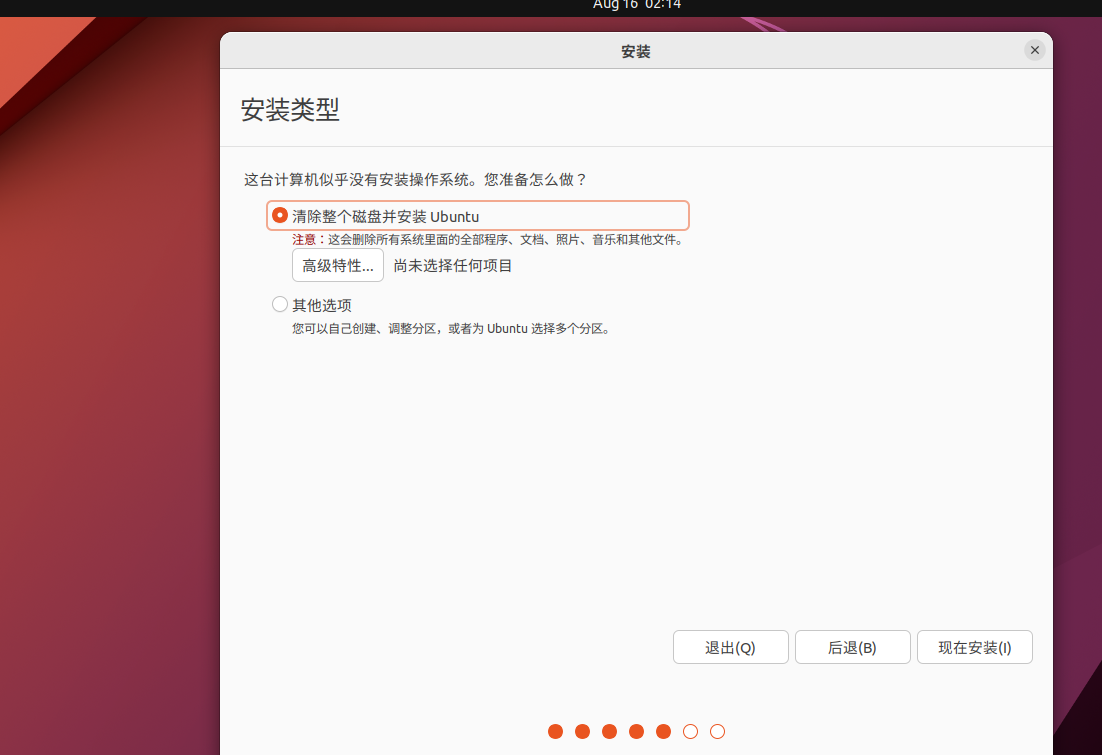 Aug 16 02:14
安装
安装类型
这台计算机似乎没有安装操作系统。您准备怎么做？
清除整个磁盘并安装 Ubuntu
注意：这会删除所有系统里面的全部程序、文档、照片、音乐和其他文件。
高级特性... 尚未选择任何项目
其他选项
您可以自己创建、调整分区，或者为 Ubuntu 选择多个分区。
退出(Q) 后退(B) 现在安装(I)